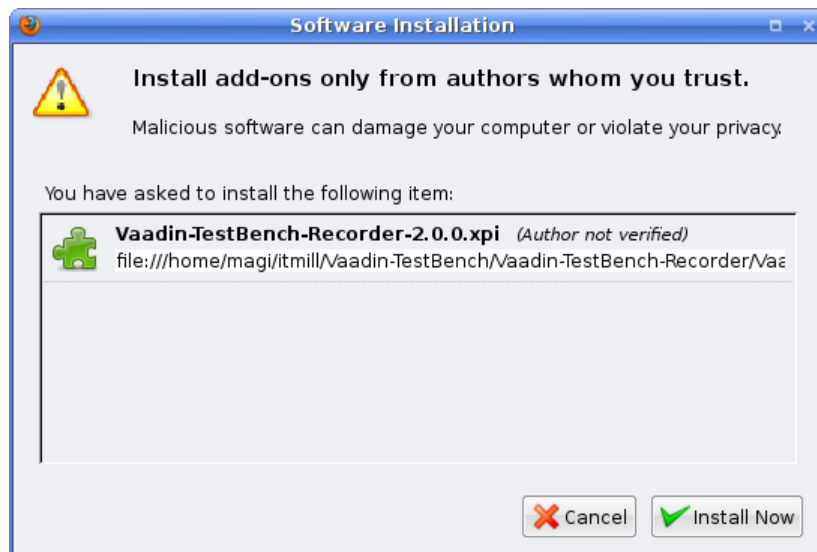 Software Installation
Install add-ons only from authors whom you trust.
Malicious software can damage your computer or violate your privacy.
You have asked to install the following item:
Vaadin-TestBench-Recorder-2.0.0.xpi (Author not verified)
file:///home/magi/itmill/Vaadin-TestBench/Vaadin-TestBench-Recorder/Vaa
Cancel
Install Now